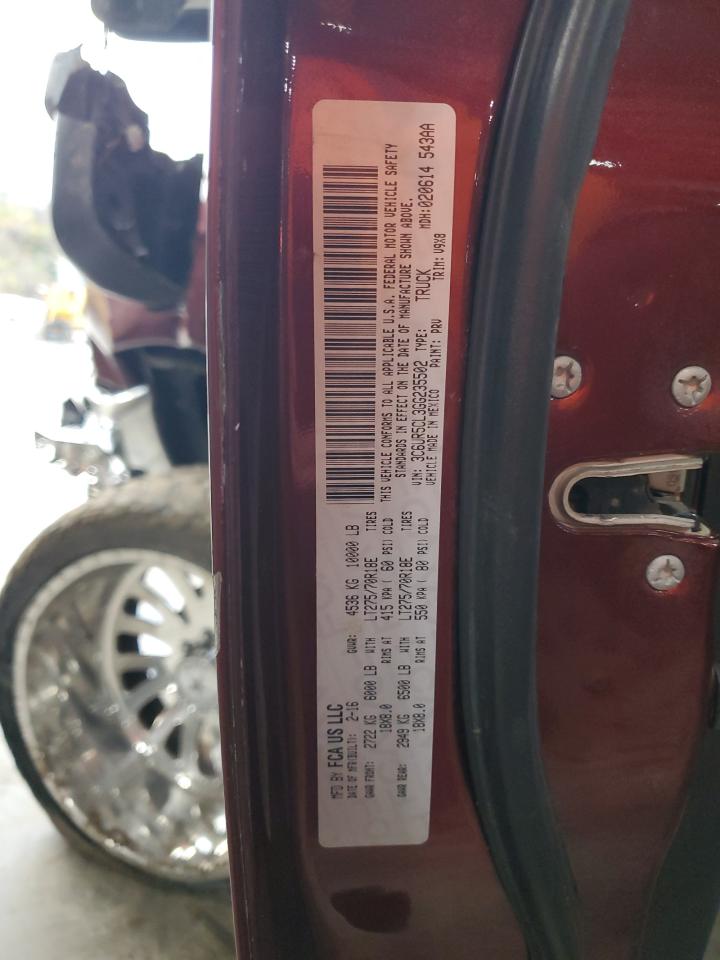 MFD BY FCA US LLC
DATE OF MFR(BUILT): 2-16 GVWR: 4536 KG 10000 LB
GAWR FRONT: 2722 KG 6000 LB WITH LT275/70R18E TIRES
18X8.0 RIMS AT 415 KPA ( 60 PSI) COLD
GAWR REAR: 2949 KG 6500 LB WITH LT275/70R18E TIRES
18X8.0 RIMS AT 550 KPA ( 80 PSI) COLD
THIS VEHICLE CONFORMS TO ALL APPLICABLE U.S.A. FEDERAL MOTOR VEHICLE SAFETY
STANDARDS IN EFFECT ON THE DATE OF MANUFACTURE SHOWN ABOVE.
VIN: 3C6UR5CL3GG235502 TYPE: TRUCK MDH:020614 543AA
VEHICLE MADE IN MEXICO PAINT: PRV TRIM: V9X8